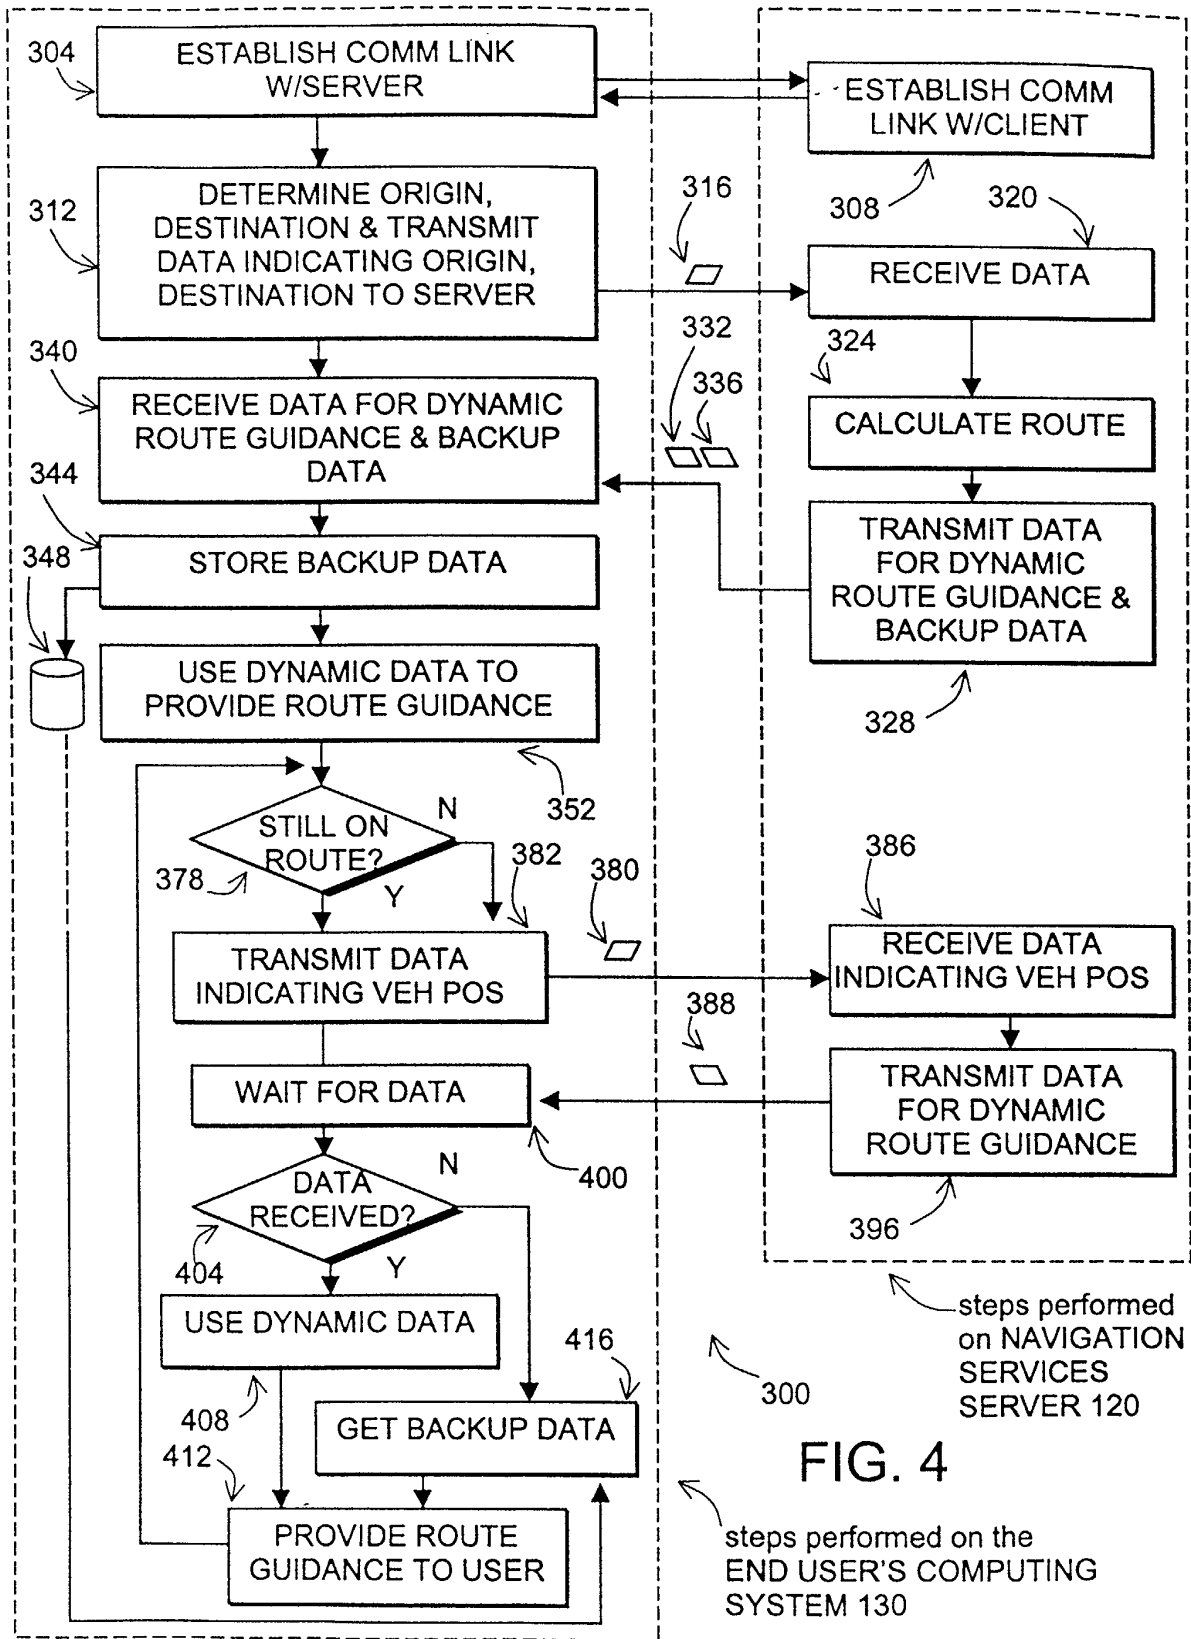 304
ESTABLISH COMM LINK
W/SERVER
ESTABLISH COMM
LINK W/CLIENT
308
312
DETERMINE ORIGIN,
DESTINATION & TRANSMIT
DATA INDICATING ORIGIN,
DESTINATION TO SERVER
316
320
RECEIVE DATA
324
CALCULATE ROUTE
332
336
340
RECEIVE DATA FOR DYNAMIC
ROUTE GUIDANCE & BACKUP
DATA
TRANSMIT DATA
FOR DYNAMIC
ROUTE GUIDANCE &
BACKUP DATA
328
344
STORE BACKUP DATA
348
USE DYNAMIC DATA TO
PROVIDE ROUTE GUIDANCE
352
STILL ON
ROUTE?
N
378
Y
382
380
TRANSMIT DATA
INDICATING VEH POS
386
RECEIVE DATA
INDICATING VEH POS
388
TRANSMIT DATA
FOR DYNAMIC
ROUTE GUIDANCE
396
WAIT FOR DATA
400
DATA
RECEIVED?
N
404
Y
USE DYNAMIC DATA
408
416
GET BACKUP DATA
412
PROVIDE ROUTE
GUIDANCE TO USER
300
steps performed
on NAVIGATION
SERVICES
SERVER 120
FIG. 4
steps performed on the
END USER'S COMPUTING
SYSTEM 130